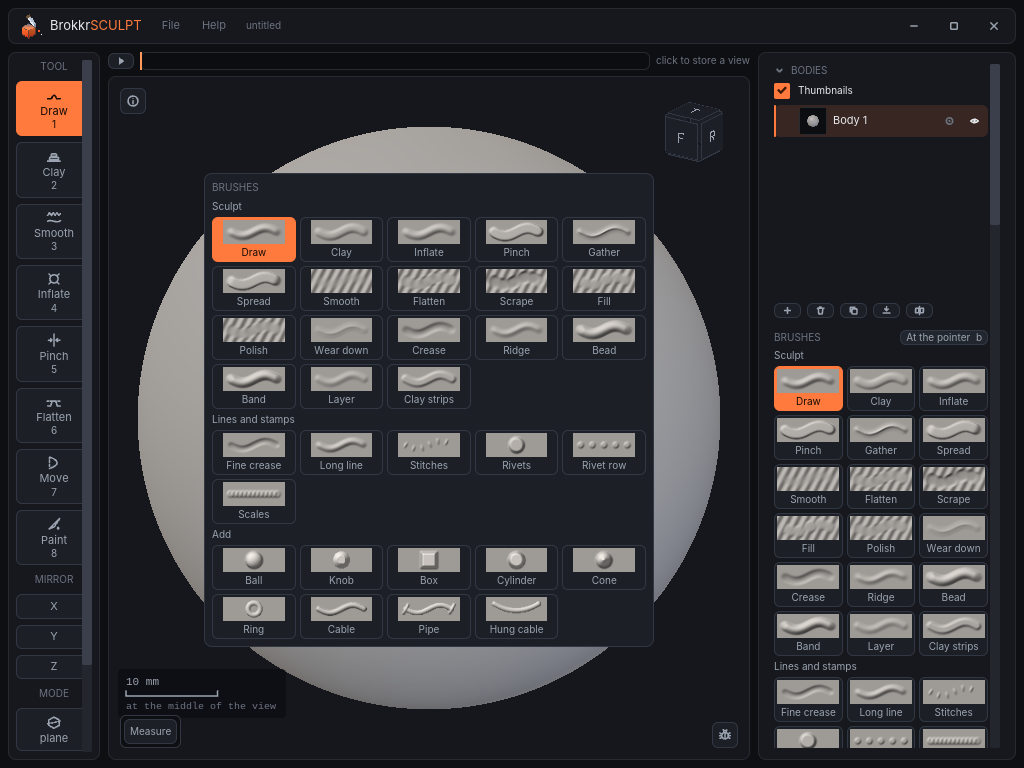 BrokkrSCULPT File Help untitled
TOOL
Draw
1
Clay
2
Smooth
3
Inflate
4
Pinch
5
Flatten
6
Move
7
Paint
8
MIRROR
X
Y
Z
MODE
plane
click to store a view
F R
BRUSHES
Sculpt
Draw Clay Inflate Pinch Gather
Spread Smooth Flatten Scrape Fill
Polish Wear down Crease Ridge Bead
Band Layer Clay strips
Lines and stamps
Fine crease Long line Stitches Rivets Rivet row
Scales
Add
Ball Knob Box Cylinder Cone
Ring Cable Pipe Hung cable
10 mm
at the middle of the view
Measure
BODIES
Thumbnails
Body 1
BRUSHES At the pointer b
Sculpt
Draw Clay Inflate
Pinch Gather Spread
Smooth Flatten Scrape
Fill Polish Wear down
Crease Ridge Bead
Band Layer Clay strips
Lines and stamps
Fine crease Long line Stitches